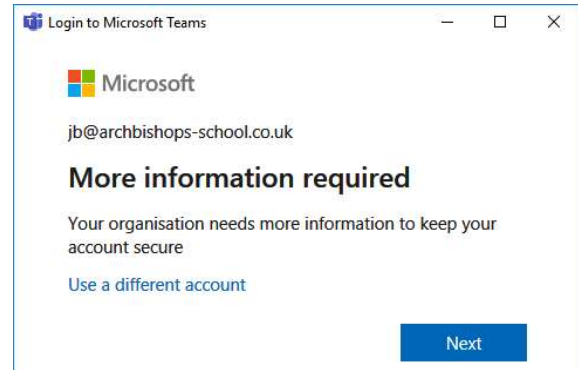 Login to Microsoft Teams
Microsoft
jb@archbishops-school.co.uk
More information required
Your organisation needs more information to keep your
account secure
Use a different account
Next